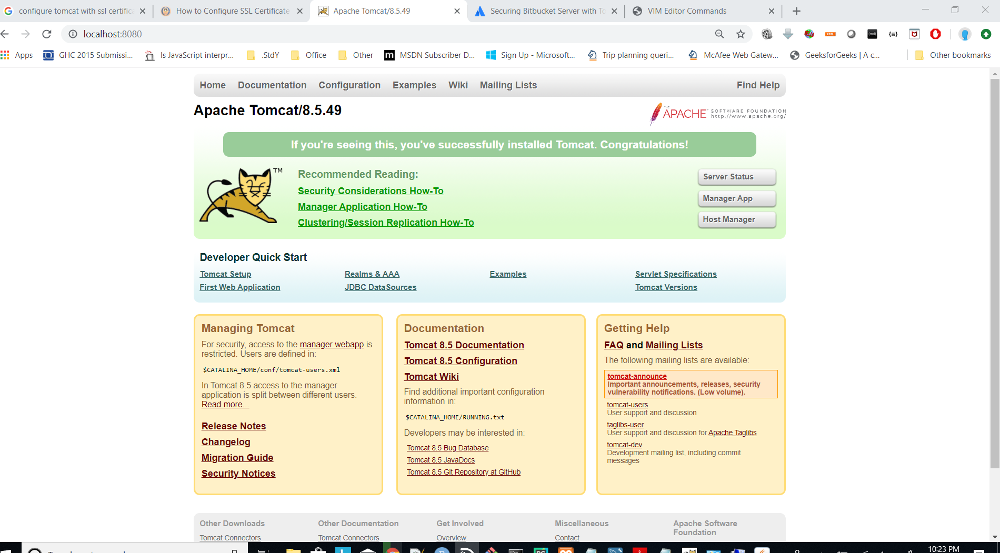 configure tomcat with ssl certifica
How to Configure SSL Certificate
Apache Tomcat/8.5.49
Securing Bitbucket Server with To
VIM Editor Commands
localhost:8080
Apps
GHC 2015 Submissi...
Is JavaScript interpr...
.StdY
Office
Other
MSDN Subscriber D...
Sign Up - Microsoft...
Trip planning queri...
McAfee Web Gatew...
GeeksforGeeks | A c...
Other bookmarks
Home Documentation Configuration Examples Wiki Mailing Lists Find Help
Apache Tomcat/8.5.49
THE APACHE SOFTWARE FOUNDATION
http://www.apache.org/
If you're seeing this, you've successfully installed Tomcat. Congratulations!
TM
Recommended Reading:
Security Considerations How-To
Manager Application How-To
Clustering/Session Replication How-To
Server Status
Manager App
Host Manager
Developer Quick Start
Tomcat Setup
First Web Application
Realms & AAA
JDBC DataSources
Examples
Servlet Specifications
Tomcat Versions
Managing Tomcat
For security, access to the manager webapp is
restricted. Users are defined in:
$CATALINA_HOME/conf/tomcat-users.xml
In Tomcat 8.5 access to the manager
application is split between different users.
Read more...
Release Notes
Changelog
Migration Guide
Security Notices
Documentation
Tomcat 8.5 Documentation
Tomcat 8.5 Configuration
Tomcat Wiki
Find additional important configuration
information in:
$CATALINA_HOME/RUNNING.txt
Developers may be interested in:
Tomcat 8.5 Bug Database
Tomcat 8.5 JavaDocs
Tomcat 8.5 Git Repository at GitHub
Getting Help
FAQ and Mailing Lists
The following mailing lists are available:
tomcat-announce
Important announcements, releases, security
vulnerability notifications. (Low volume).
tomcat-users
User support and discussion
taglibs-user
User support and discussion for Apache Taglibs
tomcat-dev
Development mailing list, including commit
messages
Other Downloads
Tomcat Connectors
Other Documentation
Tomcat Connectors
Get Involved
Overview
Miscellaneous
Contact
Apache Software
Foundation
10:23 PM